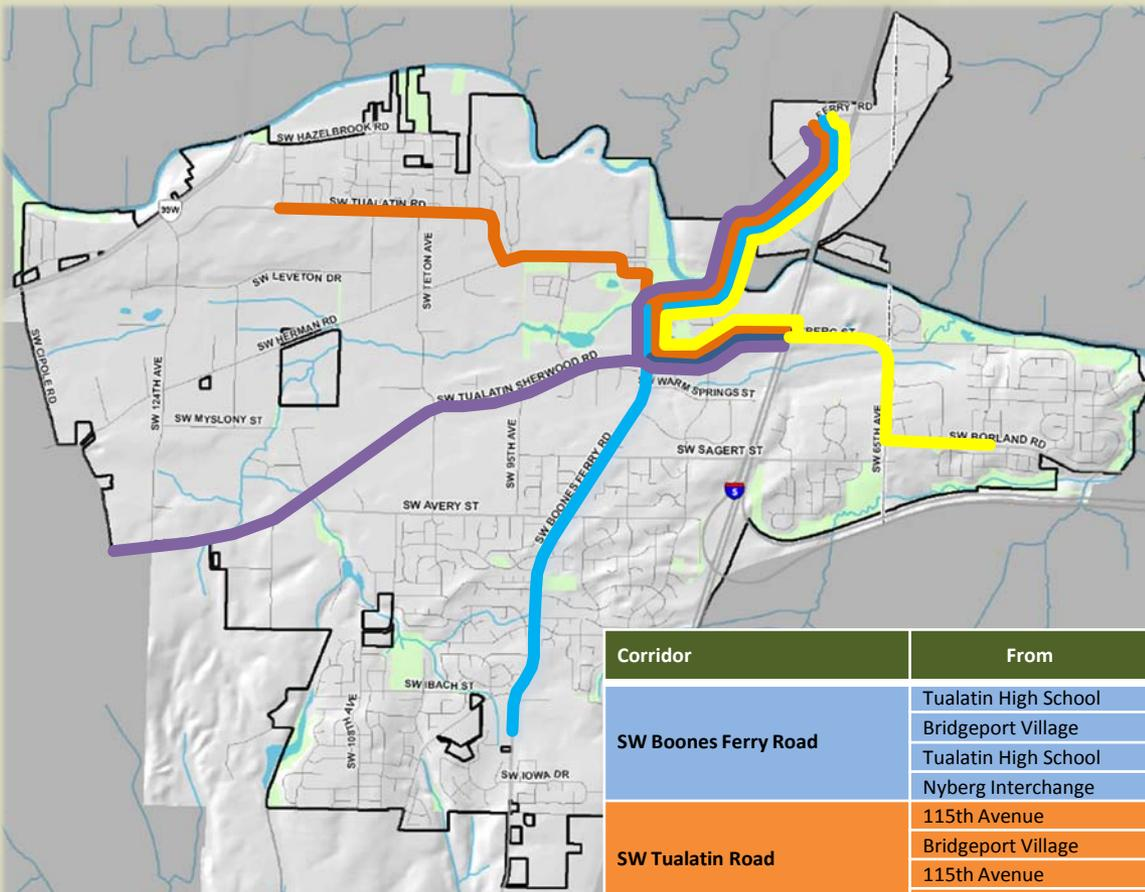 FERRY RD
SW HAZELBROOK RD
99W
SW TUALATIN RD
SW TETON AVE
SW LEVETON DR
SW HERMAN RD
SW CIPOLE RD
SW 124TH AVE
SW TUALATIN SHERWOOD RD
SW WARM SPRINGS ST
SW MYSLONY ST
SW 95TH AVE
SW BOONES FERRY RD
SW SAGERT ST
SW 65TH AVE
SW BORLAND RD
5
SW AVERY ST
SW IBACH ST
SW 108TH AVE
SW IOWA DR
Corridor From
SW Boones Ferry Road
Tualatin High School
Bridgeport Village
Tualatin High School
Nyberg Interchange
SW Tualatin Road
115th Avenue
Bridgeport Village
115th Avenue